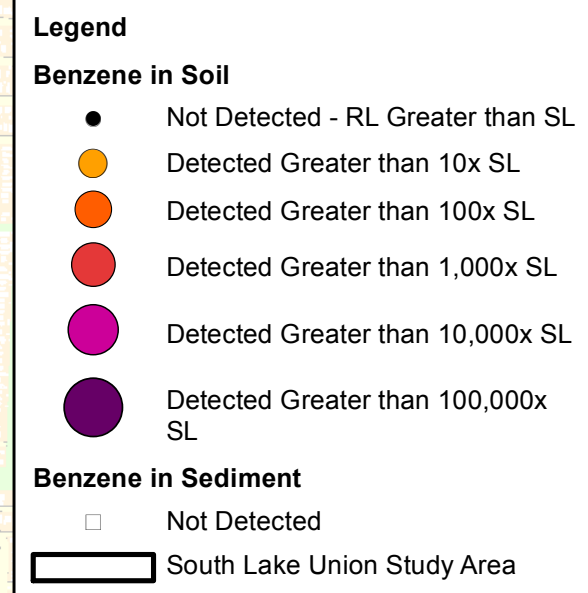 Legend
Benzene in Soil
Not Detected - RL Greater than SL
Detected Greater than 10x SL
Detected Greater than 100x SL
Detected Greater than 1,000x SL
Detected Greater than 10,000x SL
Detected Greater than 100,000x
SL
Benzene in Sediment
Not Detected
South Lake Union Study Area